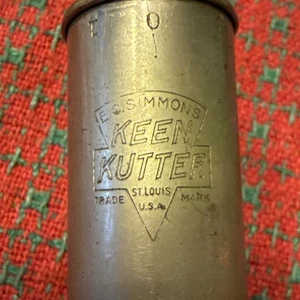 T O
E.C. SIMMONS
KEEN
KUTTER
ST. LOUIS
TRADE MARK
U.S.A.